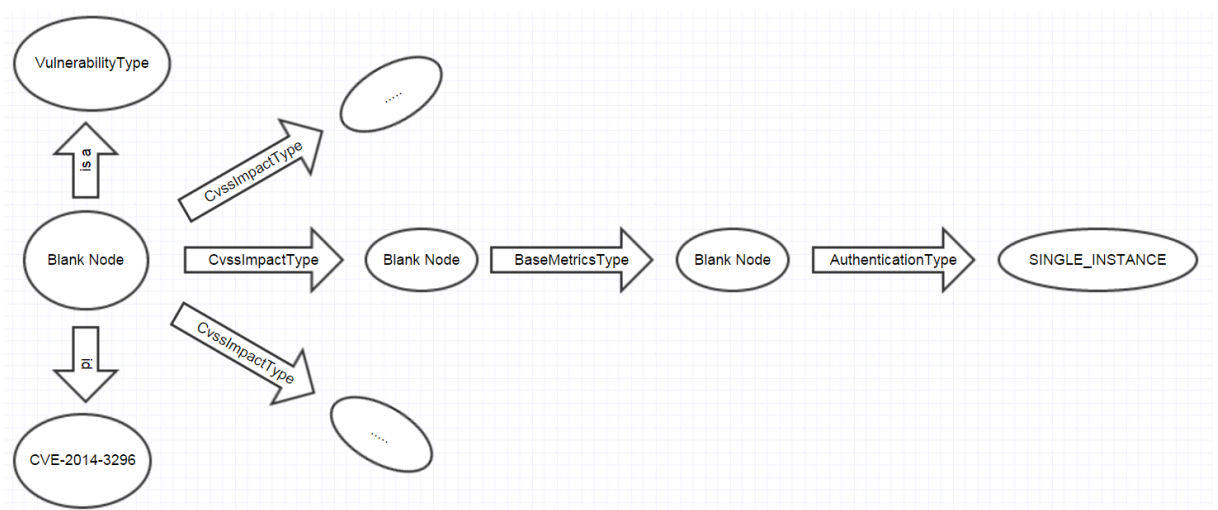 VulnerabilityType
.....
is a
CvssImpactType
Blank Node
CvssImpactType
Blank Node
BaseMetricsType
Blank Node
AuthenticationType
SINGLE_INSTANCE
CvssImpactType
id
.....
CVE-2014-3296